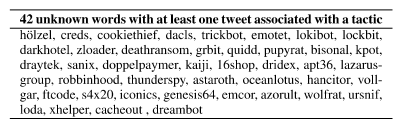 42 unknown words with at least one tweet associated with a tactic
hölzel, creds, cookiethief, dacls, trickbot, emotet, lokibot, lockbit,
darkhotel, zloader, deathransom, grbit, quidd, pupyrat, bisonal, kpot,
draytek, sanix, doppelpaymer, kaiji, 16shop, dridex, apt36, lazarus-
group, robbinhood, thunderspy, astaroth, oceanlotus, hancitor, voll-
gar, ftcode, s4x20, iconics, genesis64, emcor, azorult, wolfrat, ursnif,
loda, xhelper, cacheout , dreambot